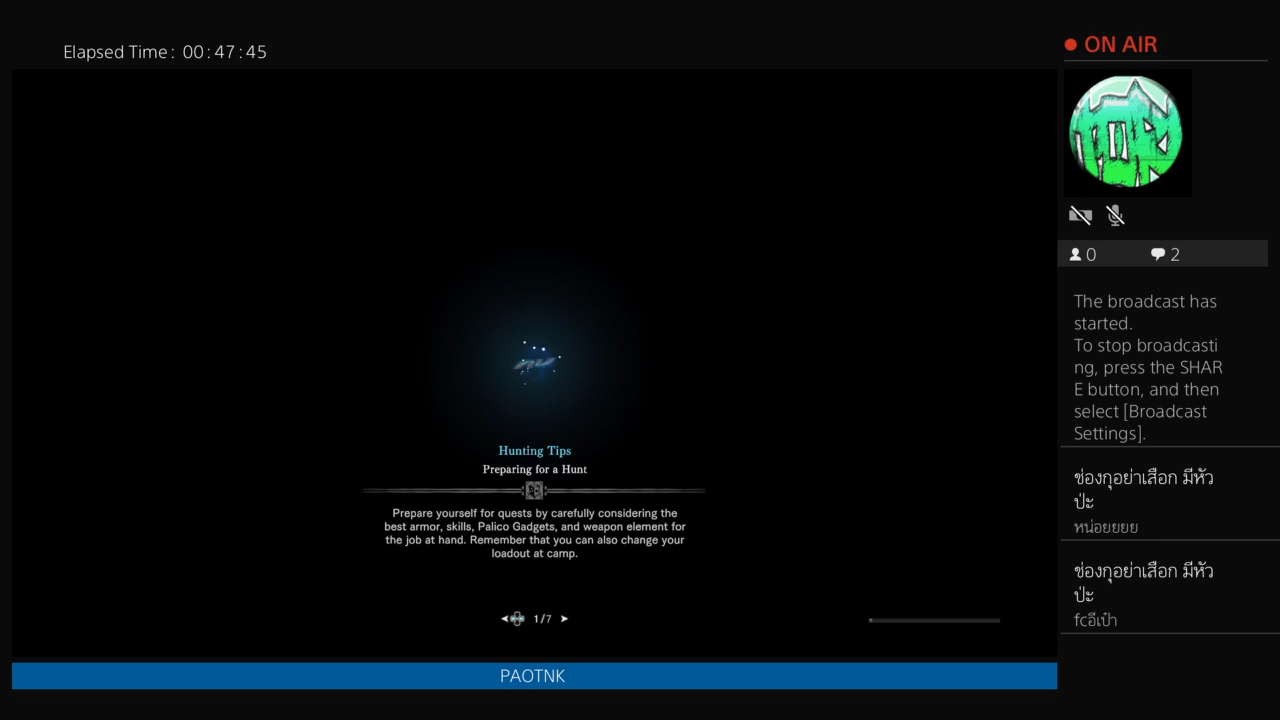 Elapsed Time: 00:47:45
ON AIR
0
2
The broadcast has
started.
To stop broadcasti
ng, press the SHAR
E button, and then
select [Broadcast
Settings].
ช่องกุอย่าเสือก มีหัว
ป่ะ
หน่อยยยย
ช่องกุอย่าเสือก มีหัว
ป่ะ
fcอีเป๋า
Hunting Tips
Preparing for a Hunt
Prepare yourself for quests by carefully considering the
best armor, skills, Palico Gadgets, and weapon element for
the job at hand. Remember that you can also change your
loadout at camp.
1/7
PAOTNK